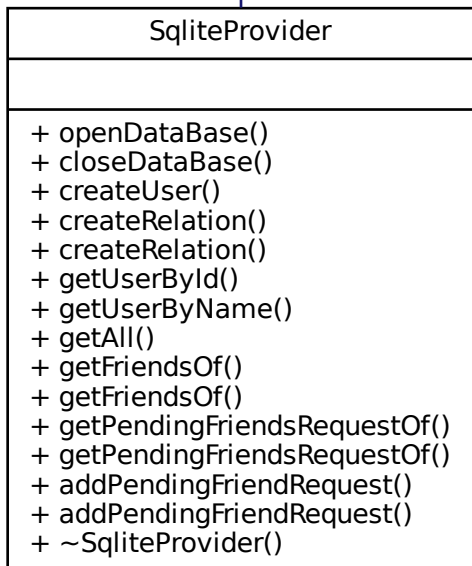 SqliteProvider
+ openDataBase()
+ closeDataBase()
+ createUser()
+ createRelation()
+ createRelation()
+ getUserById()
+ getUserByName()
+ getAll()
+ getFriendsOf()
+ getFriendsOf()
+ getPendingFriendsRequestOf()
+ getPendingFriendsRequestOf()
+ addPendingFriendRequest()
+ addPendingFriendRequest()
+ ~SqliteProvider()